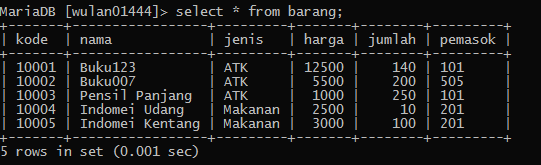 MariaDB [wulan01444]> select * from barang;
+-------+------------------+---------+-------+--------+---------+
| kode  | nama             | jenis   | harga | jumlah | pemasok |
+-------+------------------+---------+-------+--------+---------+
| 10001 | Buku123          | ATK     | 12500 |    140 | 101     |
| 10002 | Buku007          | ATK     |  5500 |    200 | 505     |
| 10003 | Pensil Panjang   | ATK     |  1000 |    250 | 101     |
| 10004 | Indomei Udang    | Makanan |  2500 |     10 | 201     |
| 10005 | Indomei Kentang  | Makanan |  3000 |    100 | 201     |
+-------+------------------+---------+-------+--------+---------+
5 rows in set (0.001 sec)